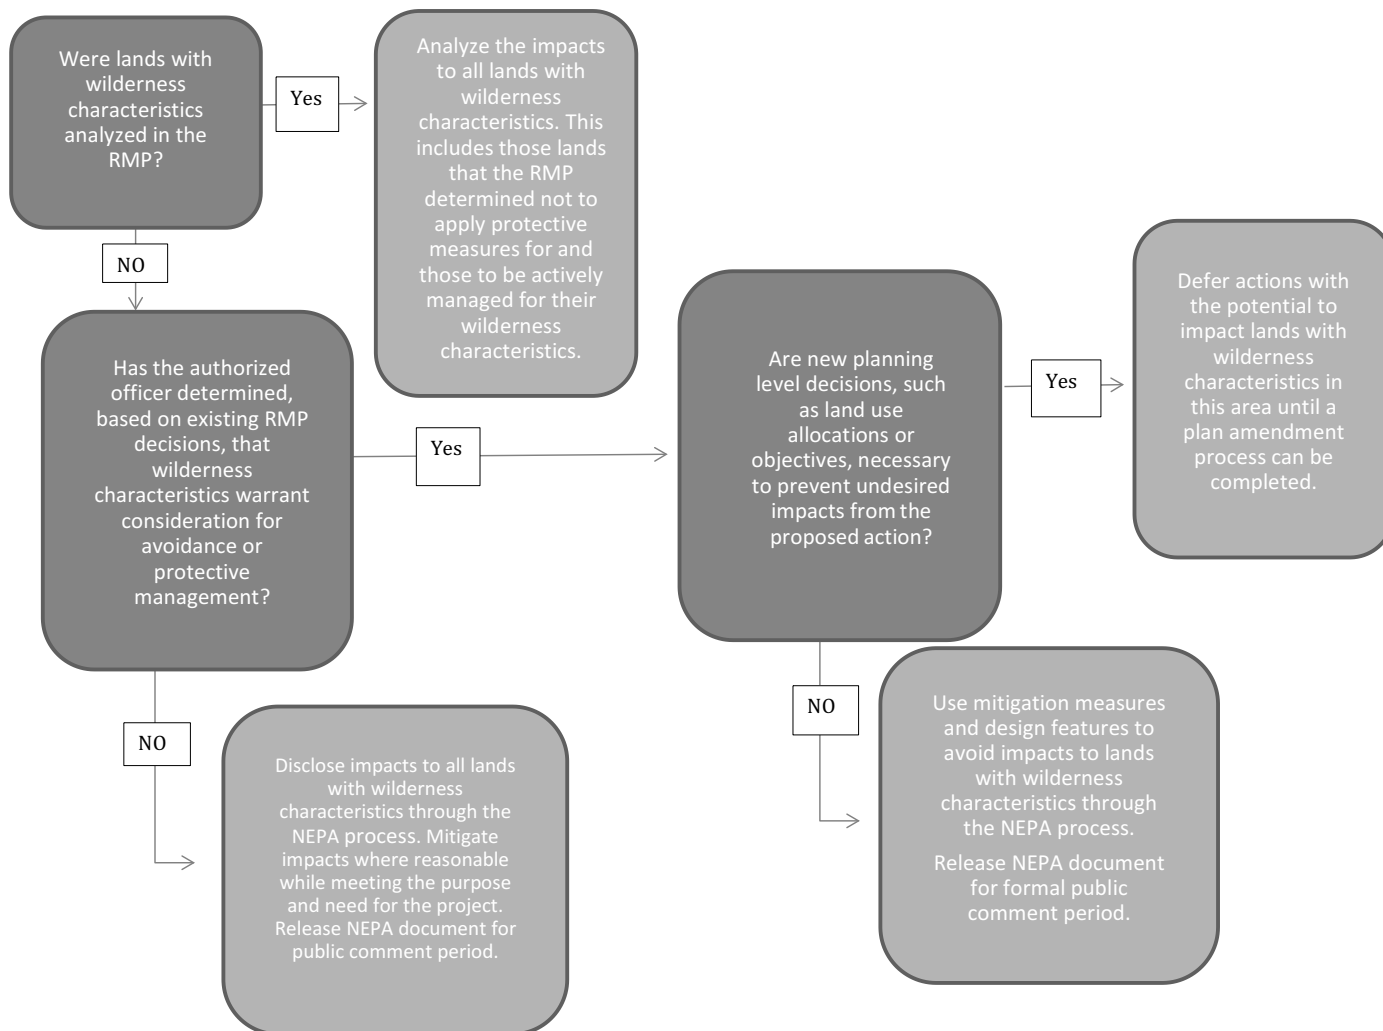 Were lands with
wilderness
characteristics
analyzed in the
RMP?
Yes
Analyze the impacts
to all lands with
wilderness
characteristics. This
includes those lands
that the RMP
determined not to
apply protective
measures for and
those to be actively
managed for their
wilderness
characteristics.
NO
Has the authorized
officer determined,
based on existing RMP
decisions, that
wilderness
characteristics warrant
consideration for
avoidance or
protective
management?
Yes
Are new planning
level decisions, such
as land use
allocations or
objectives, necessary
to prevent undesired
impacts from the
proposed action?
Yes
Defer actions with
the potential to
impact lands with
wilderness
characteristics in
this area until a
plan amendment
process can be
completed.
NO
Disclose impacts to all lands
with wilderness
characteristics through the
NEPA process. Mitigate
impacts where reasonable
while meeting the purpose
and need for the project.
Release NEPA document for
public comment period.
NO
Use mitigation measures
and design features to
avoid impacts to lands
with wilderness
characteristics through
the NEPA process.
Release NEPA document
for formal public
comment period.